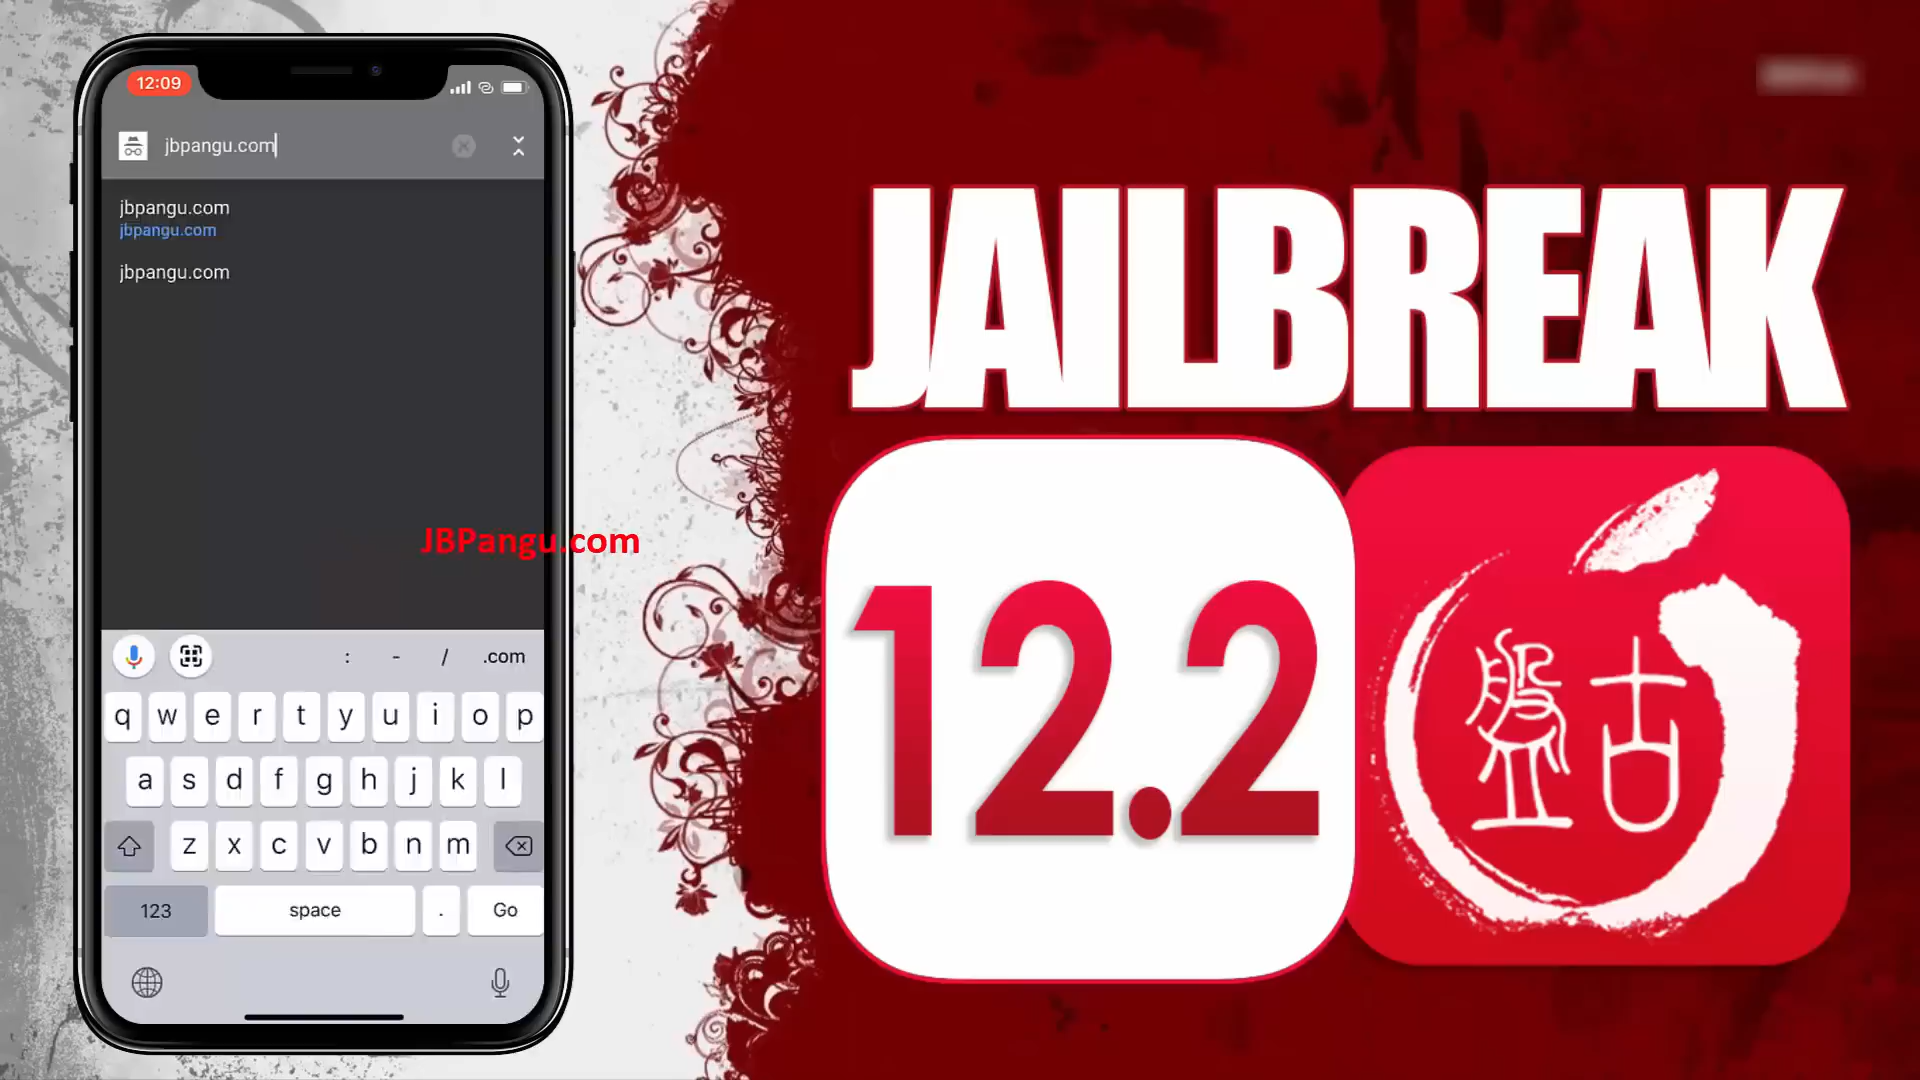 12:09
jbpangu.com
jbpangu.com
jbpangu.com
jbpangu.com
JBPangu.com
: - / .com
q w e r t y u i o p
a s d f g h j k l
z x c v b n m
123 space . Go
JAILBREAK
12.2
盤古